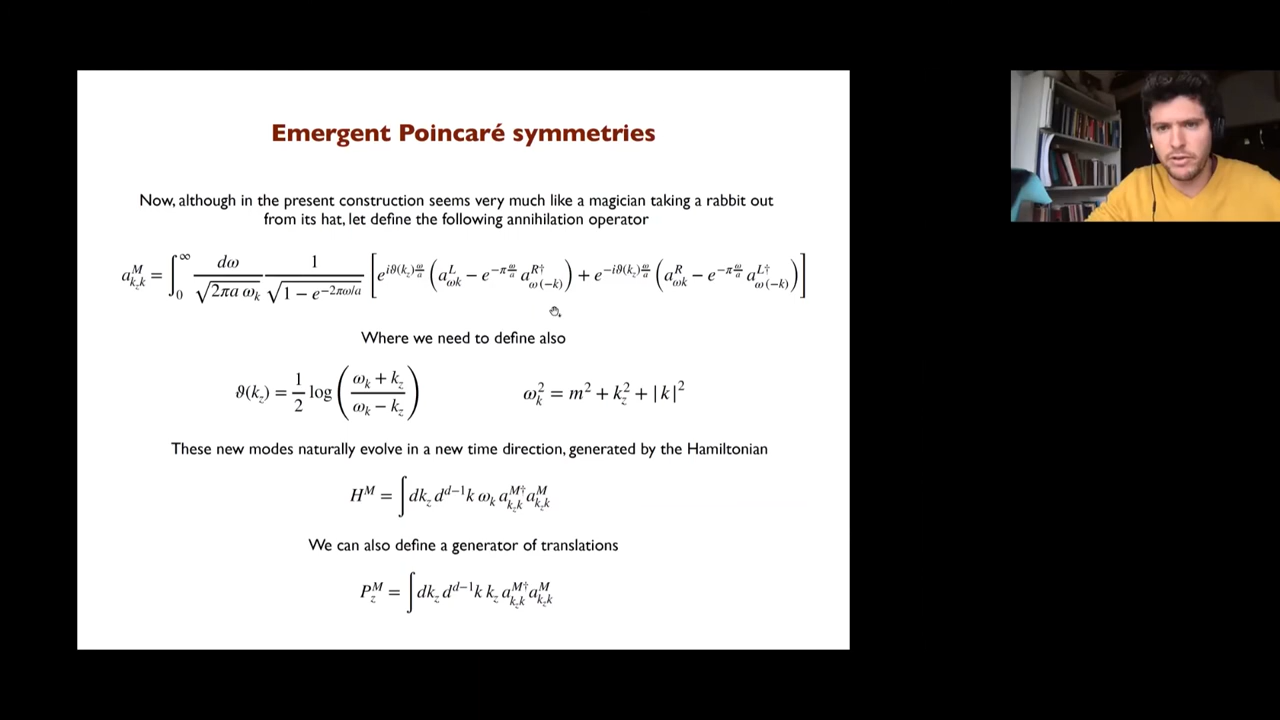 Emergent Poincaré symmetries
Now, although in the present construction seems very much like a magician taking a rabbit out
from its hat, let define the following annihilation operator
a^M_{k_z k} = ∫_0^∞ dω/√(2πa ω_k) 1/√(1 − e^{−2πω/a}) [e^{iϑ(k_z)ω/a} (a^L_{ωk} − e^{−πω/a} a^{R†}_{ω(−k)}) + e^{−iϑ(k_z)ω/a} (a^R_{ωk} − e^{−πω/a} a^{L†}_{ω(−k)})]
Where we need to define also
ϑ(k_z) = 1/2 log((ω_k + k_z)/(ω_k − k_z)) ω_k^2 = m^2 + k_z^2 + |k|^2
These new modes naturally evolve in a new time direction, generated by the Hamiltonian
H^M = ∫ dk_z d^{d−1}k ω_k a^{M†}_{k_z k} a^M_{k_z k}
We can also define a generator of translations
P_z^M = ∫ dk_z d^{d−1}k k_z a^{M†}_{k_z k} a^M_{k_z k}